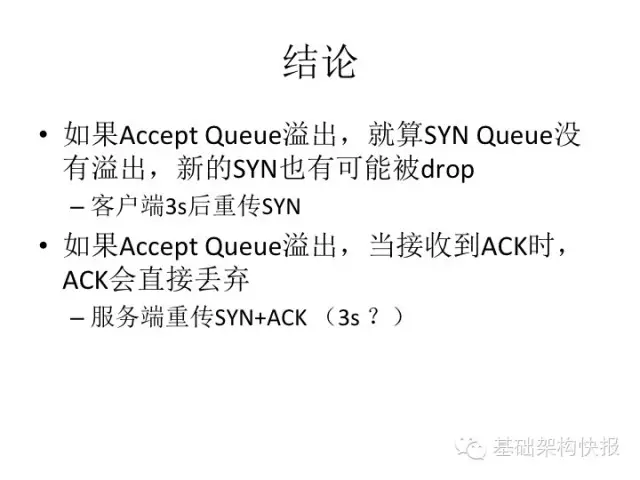 结论
• 如果Accept Queue溢出，就算SYN Queue没
有溢出，新的SYN也有可能被drop
– 客户端3s后重传SYN
• 如果Accept Queue溢出，当接收到ACK时，
ACK会直接丢弃
– 服务端重传SYN+ACK （3s ？）
基础架构快报